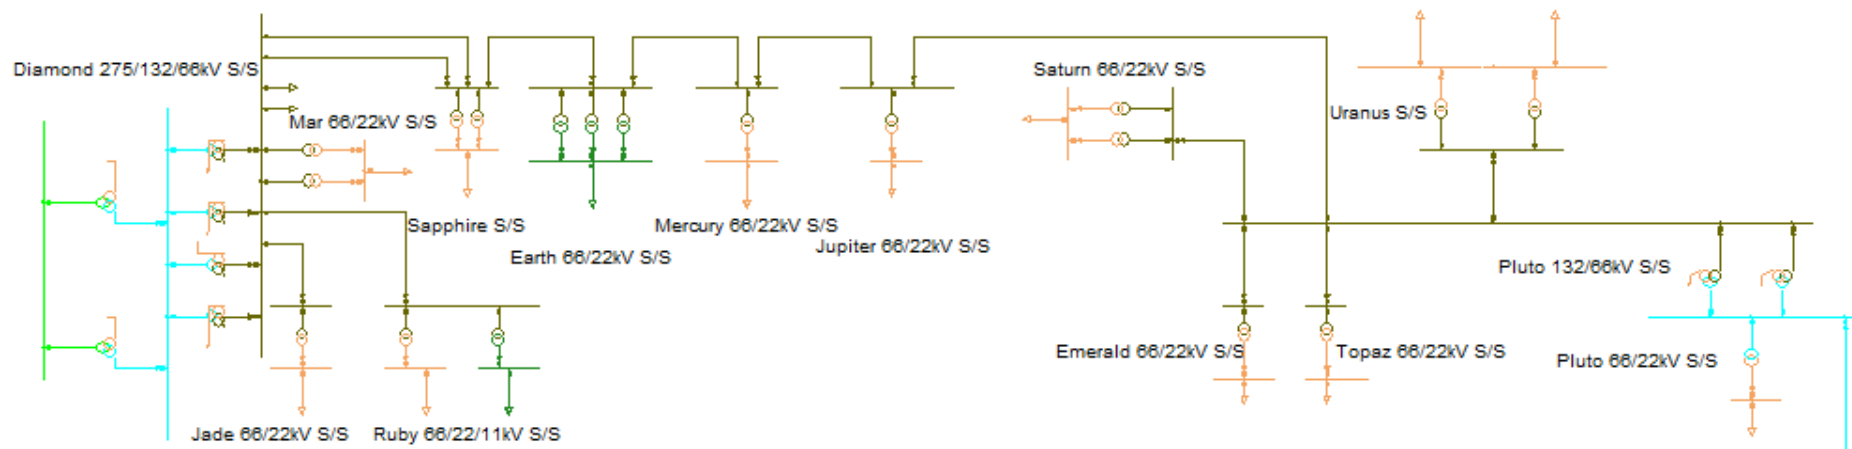 Diamond 275/132/66kV S/S
Saturn 66/22kV S/S
Mar 66/22kV S/S
Uranus S/S
Sapphire S/S
Mercury 66/22kV S/S
Jupiter 66/22kV S/S
Earth 66/22kV S/S
Pluto 132/66kV S/S
Emerald 66/22kV S/S
Topaz 66/22kV S/S
Pluto 66/22kV S/S
Jade 66/22kV S/S
Ruby 66/22/11kV S/S